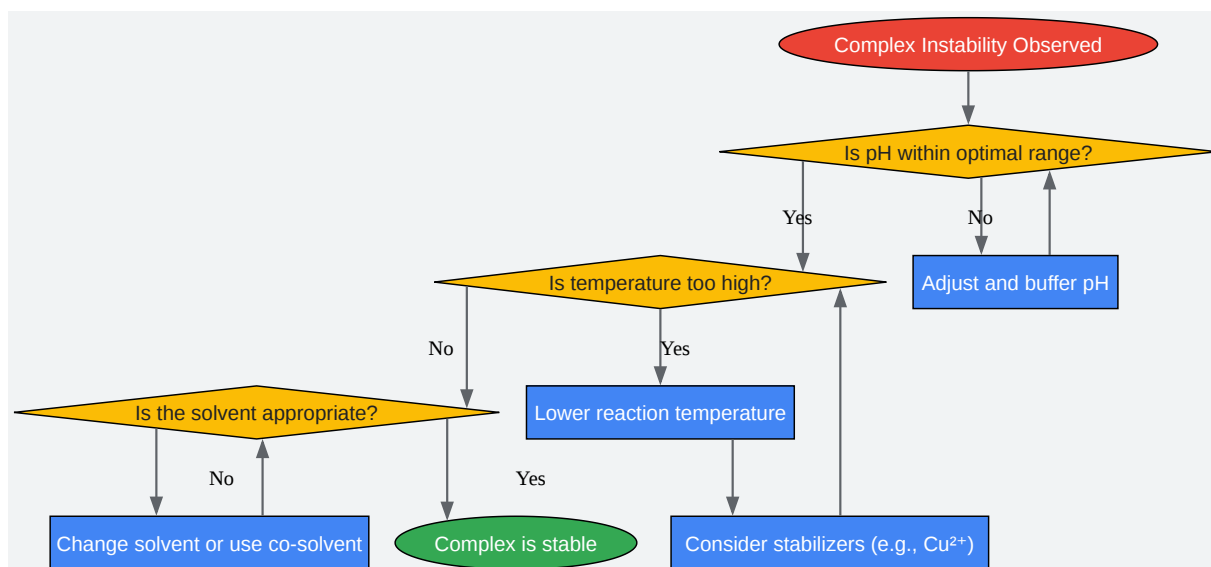 Complex Instability Observed
Is pH within optimal range?
Yes
No
Adjust and buffer pH
Is temperature too high?
No
Yes
Lower reaction temperature
Is the solvent appropriate?
No
Yes
Change solvent or use co-solvent
Complex is stable
Consider stabilizers (e.g., Cu²⁺)